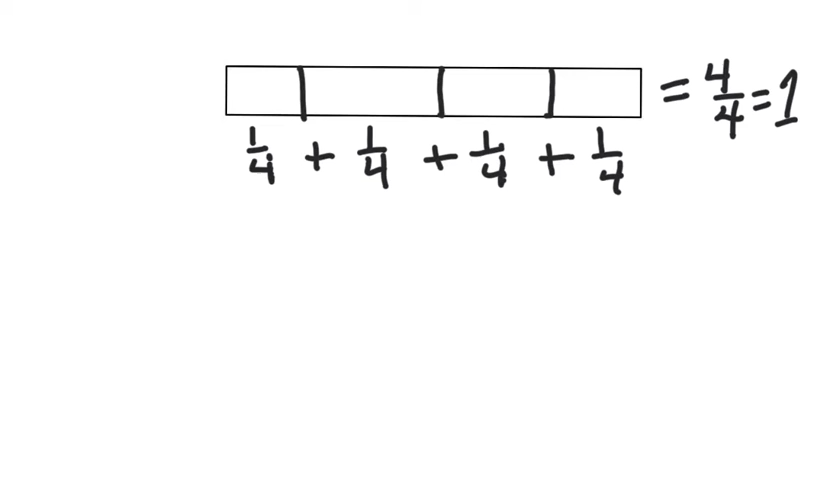 = 4/4 = 1
1/4 + 1/4 + 1/4 + 1/4